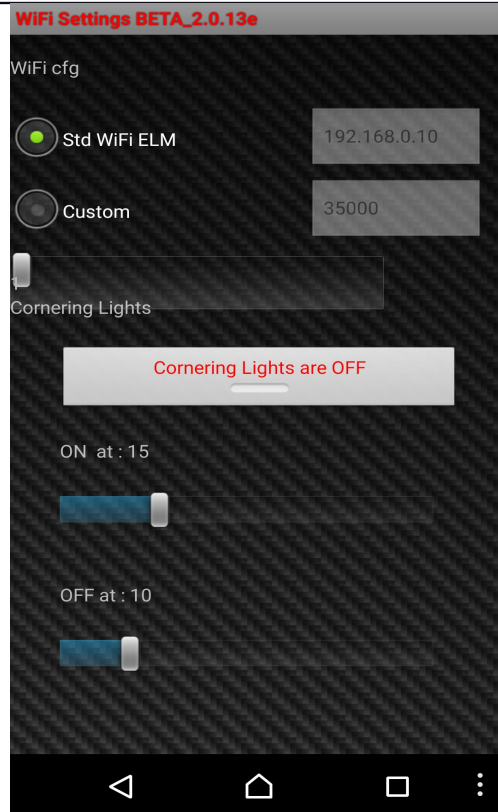 WiFi Settings BETA_2.0.13e
WiFi cfg
Std WiFi ELM
192.168.0.10
Custom
35000
1
Cornering Lights
Cornering Lights are OFF
ON at : 15
OFF at : 10